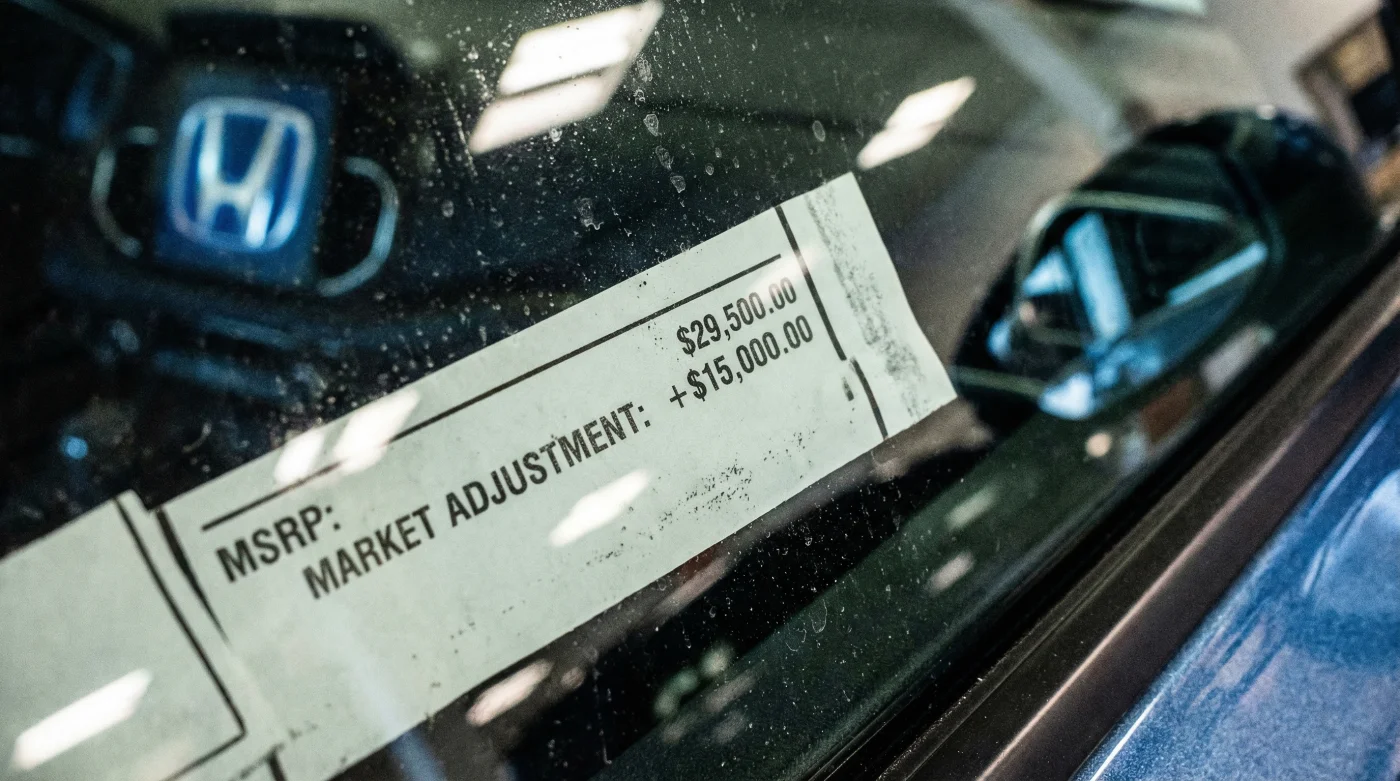 MSRP: $29,500.00
MARKET ADJUSTMENT: +$15,000.00